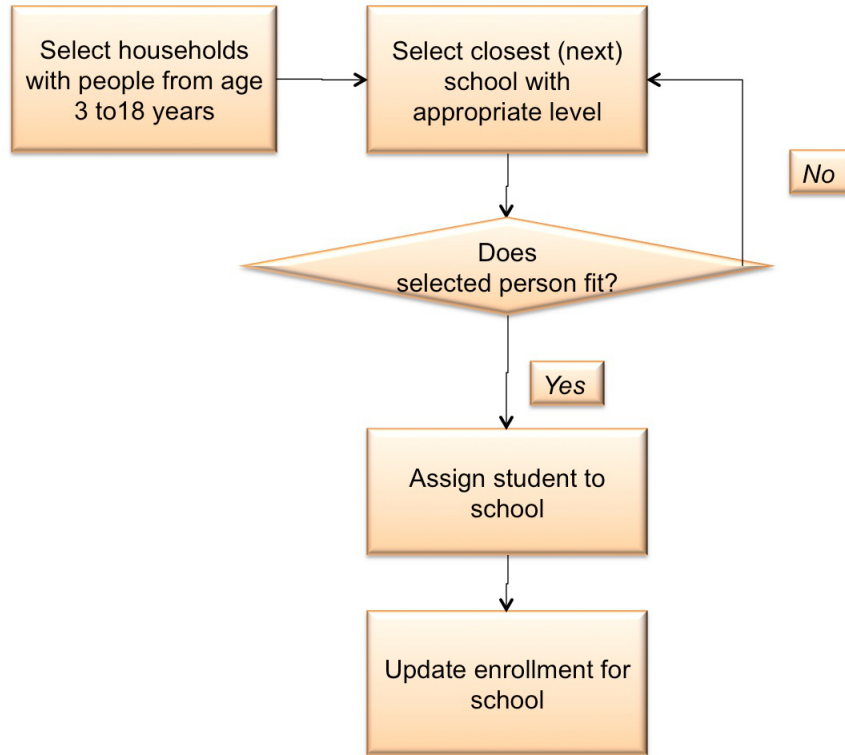 Select households
with people from age
3 to18 years
Select closest (next)
school with
appropriate level
No
Does
selected person fit?
Yes
Assign student to
school
Update enrollment for
school